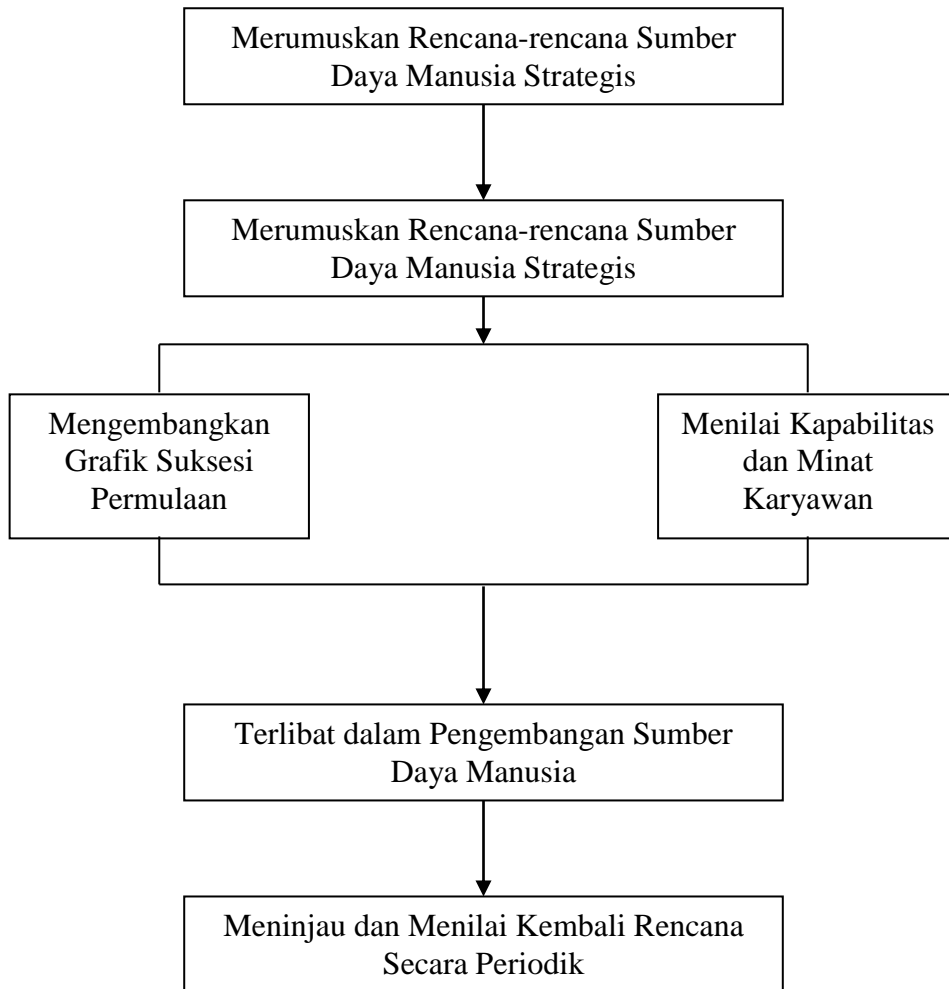 Merumuskan Rencana-rencana Sumber
Daya Manusia Strategis
Merumuskan Rencana-rencana Sumber
Daya Manusia Strategis
Mengembangkan
Grafik Suksesi
Permulaan
Menilai Kapabilitas
dan Minat
Karyawan
Terlibat dalam Pengembangan Sumber
Daya Manusia
Meninjau dan Menilai Kembali Rencana
Secara Periodik